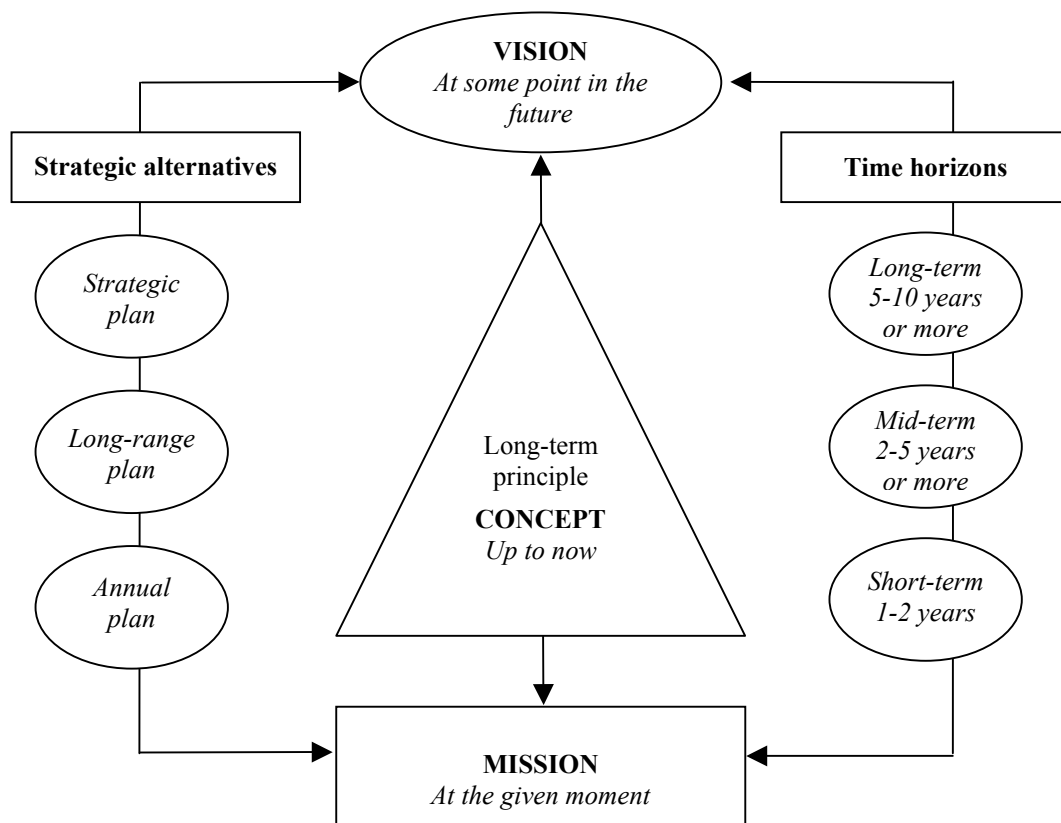 VISION
At some point in the
future
Strategic alternatives
Time horizons
Strategic
plan
Long-term
5-10 years
or more
Long-range
plan
Mid-term
2-5 years
or more
Long-term
principle
CONCEPT
Up to now
Annual
plan
Short-term
1-2 years
MISSION
At the given moment